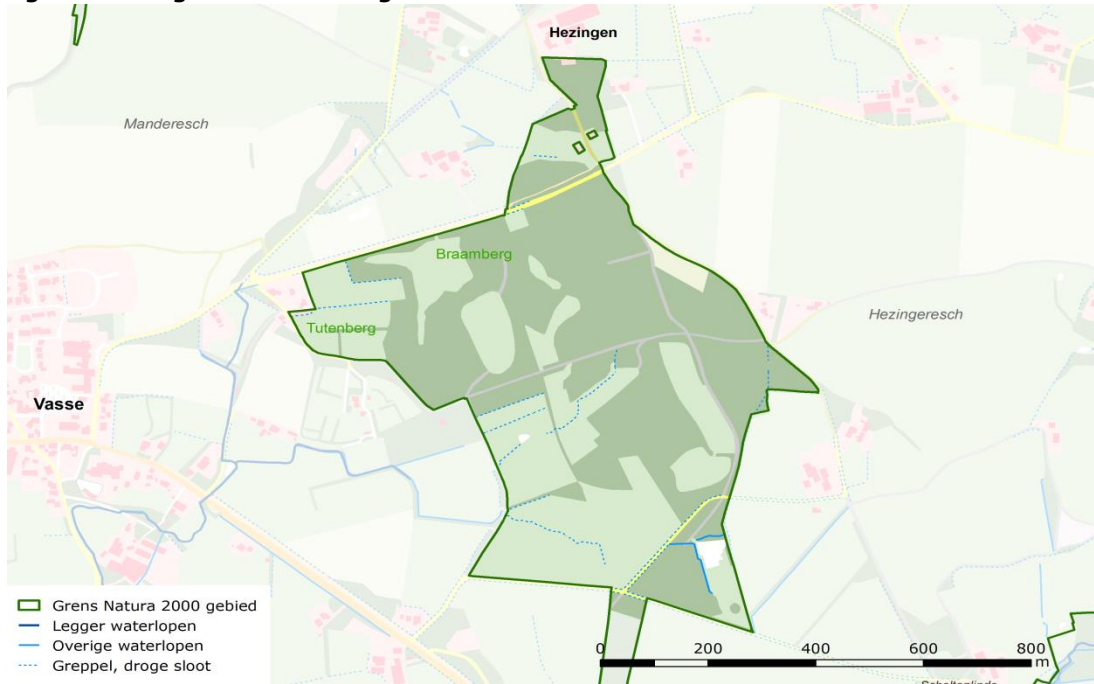 Hezingen
Manderesch
Braamberg
Tutenberg
Hezingeresch
Vasse
Grens Natura 2000 gebied
Legger waterlopen
Overige waterlopen
Greppel, droge sloot
0 200 400 600 800
m